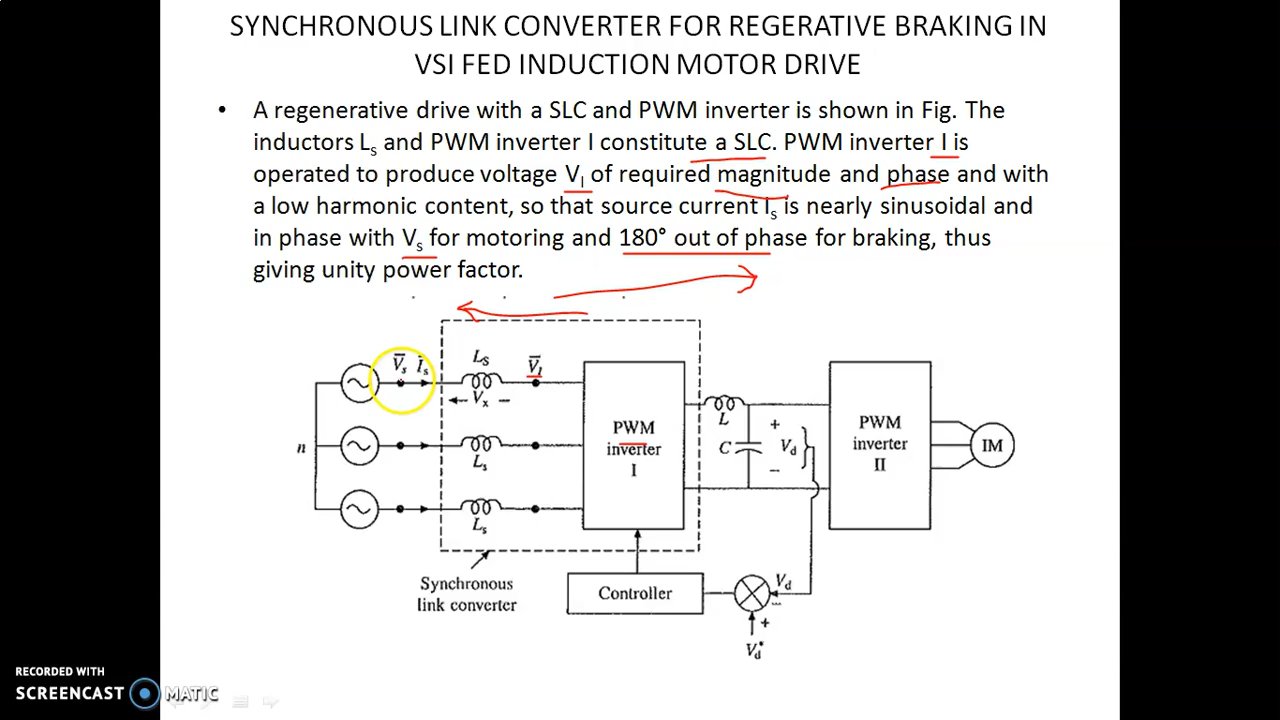 SYNCHRONOUS LINK CONVERTER FOR REGERATIVE BRAKING IN
VSI FED INDUCTION MOTOR DRIVE
• A regenerative drive with a SLC and PWM inverter is shown in Fig. The
inductors Ls and PWM inverter I constitute a SLC. PWM inverter I is
operated to produce voltage VI of required magnitude and phase and with
a low harmonic content, so that source current Is is nearly sinusoidal and
in phase with Vs for motoring and 180° out of phase for braking, thus
giving unity power factor.
V̅s I̅s
Ls
V̅I
Vx
n
Ls
Ls
PWM
inverter
I
L
C
+
Vd
–
PWM
inverter
II
IM
Synchronous
link converter
Controller
Vd
–
+
Vd*
RECORDED WITH
SCREENCAST MATIC